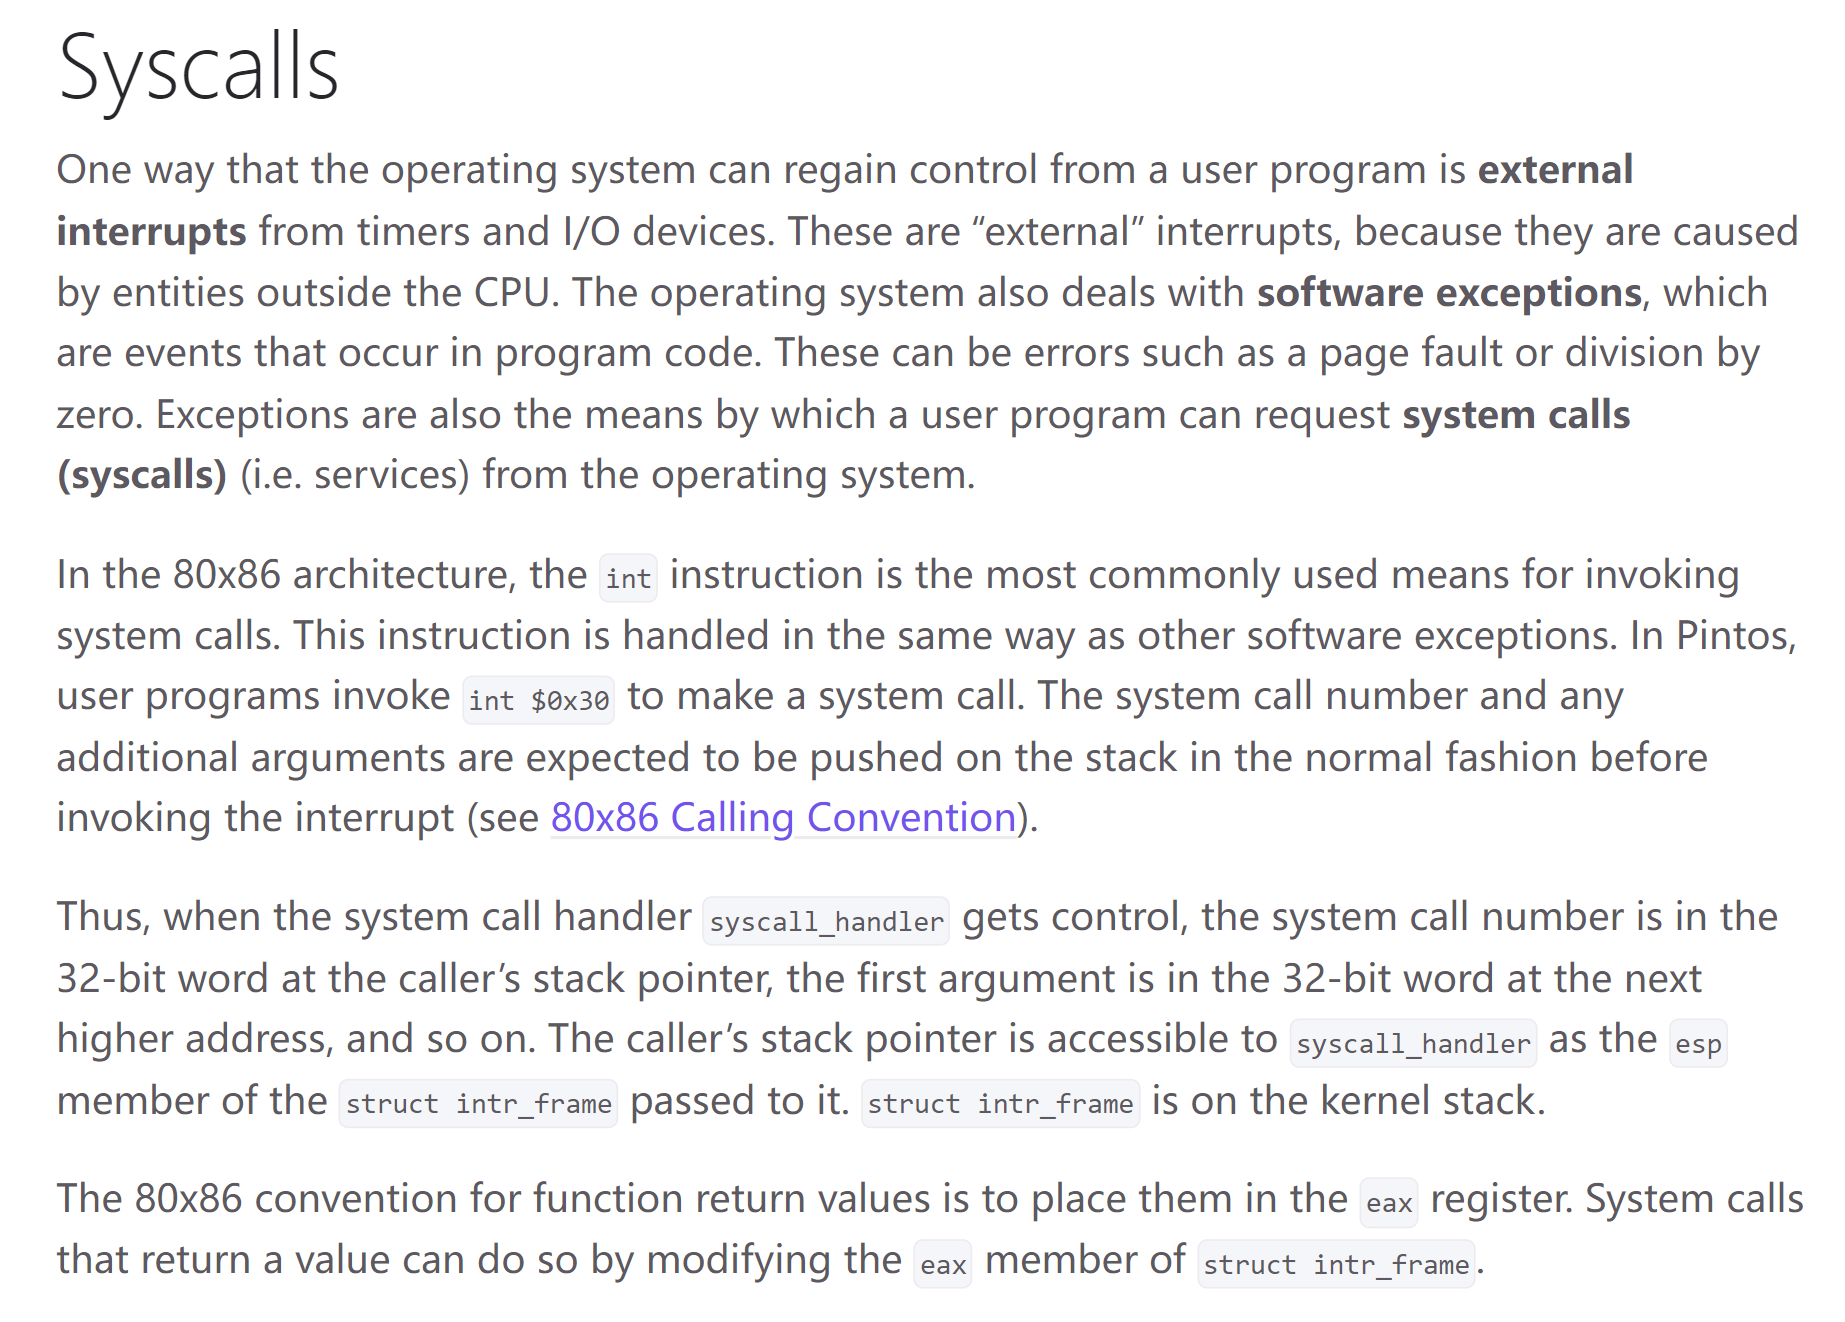 Syscalls
One way that the operating system can regain control from a user program is external
interrupts from timers and I/O devices. These are “external” interrupts, because they are caused
by entities outside the CPU. The operating system also deals with software exceptions, which
are events that occur in program code. These can be errors such as a page fault or division by
zero. Exceptions are also the means by which a user program can request system calls
(syscalls) (i.e. services) from the operating system.
In the 80x86 architecture, the int instruction is the most commonly used means for invoking
system calls. This instruction is handled in the same way as other software exceptions. In Pintos,
user programs invoke int $0x30 to make a system call. The system call number and any
additional arguments are expected to be pushed on the stack in the normal fashion before
invoking the interrupt (see 80x86 Calling Convention).
Thus, when the system call handler syscall_handler gets control, the system call number is in the
32-bit word at the caller’s stack pointer, the first argument is in the 32-bit word at the next
higher address, and so on. The caller’s stack pointer is accessible to syscall_handler as the esp
member of the struct intr_frame passed to it. struct intr_frame is on the kernel stack.
The 80x86 convention for function return values is to place them in the eax register. System calls
that return a value can do so by modifying the eax member of struct intr_frame.